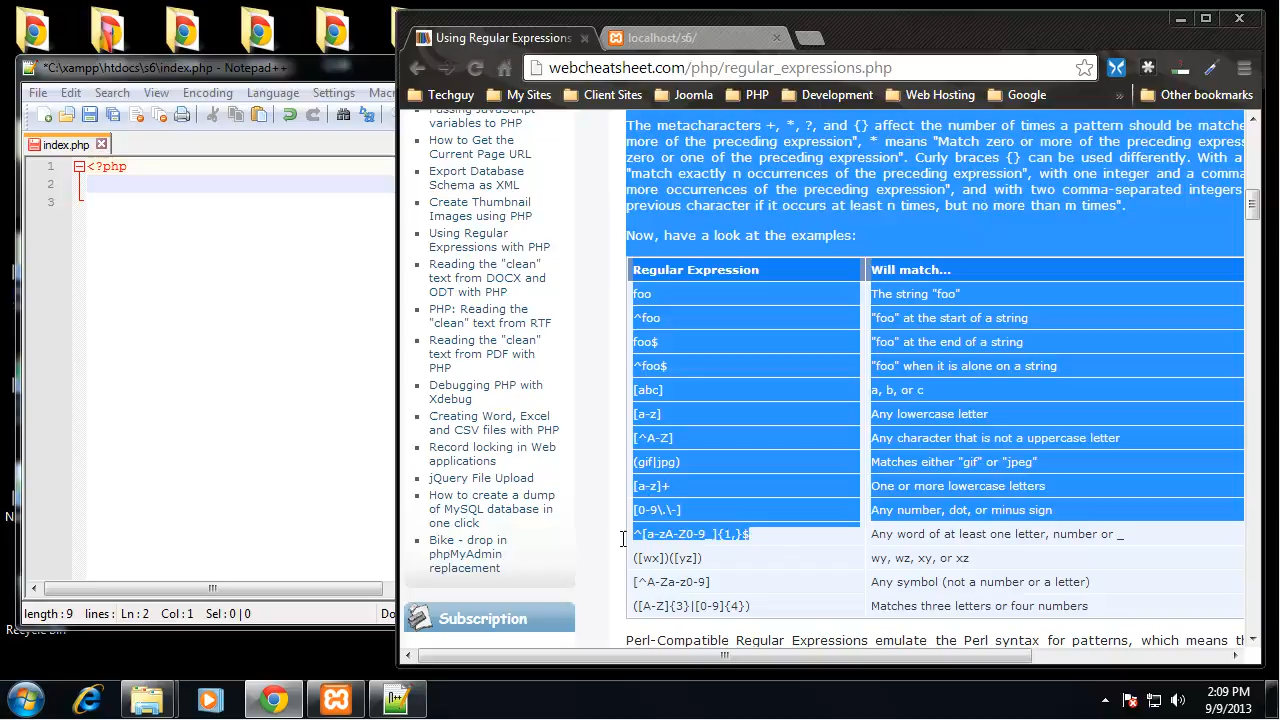 *C:\xampp\htdocs\s6\index.php - Notepad++
File Edit Search View Encoding Language Settings
index.php
1 <?php
2
3
length : 9 lines : Ln : 2 Col : 1 Sel : 0 | 0
Using Regular Expressions
localhost/s6/
webcheatsheet.com/php/regular_expressions.php
Techguy My Sites Client Sites Joomla PHP Development Web Hosting Google » Other bookmarks
Passing JavaScript
variables to PHP
How to Get the
Current Page URL
Export Database
Schema as XML
Create Thumbnail
Images using PHP
Using Regular
Expressions with PHP
Reading the "clean"
text from DOCX and
ODT with PHP
PHP: Reading the
"clean" text from RTF
Reading the "clean"
text from PDF with
PHP
Debugging PHP with
Xdebug
Creating Word, Excel
and CSV files with PHP
Record locking in Web
applications
jQuery File Upload
How to create a dump
of MySQL database in
one click
Bike - drop in
phpMyAdmin
replacement
Subscription
The metacharacters +, *, ?, and {} affect the number of times a pattern should be matche
more of the preceding expression", * means "Match zero or more of the preceding express
zero or one of the preceding expression". Curly braces {} can be used differently. With a
"match exactly n occurrences of the preceding expression", with one integer and a comma
more occurrences of the preceding expression", and with two comma-separated integers
previous character if it occurs at least n times, but no more than m times".
Now, have a look at the examples:
Regular Expression Will match...
foo The string "foo"
^foo "foo" at the start of a string
foo$ "foo" at the end of a string
^foo$ "foo" when it is alone on a string
[abc] a, b, or c
[a-z] Any lowercase letter
[^A-Z] Any character that is not a uppercase letter
(gif|jpg) Matches either "gif" or "jpeg"
[a-z]+ One or more lowercase letters
[0-9\.\-] Any number, dot, or minus sign
^[a-zA-Z0-9_]{1,}$ Any word of at least one letter, number or _
([wx])([yz]) wy, wz, xy, or xz
[^A-Za-z0-9] Any symbol (not a number or a letter)
([A-Z]{3}|[0-9]{4}) Matches three letters or four numbers
Perl-Compatible Regular Expressions emulate the Perl syntax for patterns, which means t
2:09 PM
9/9/2013